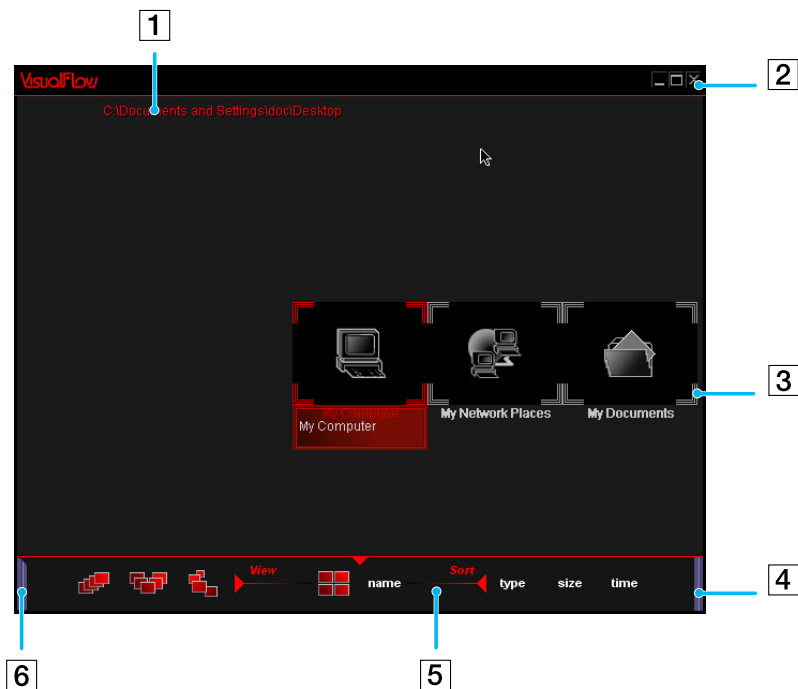 1
VisualFlow
2
C:\Documents and Settings\doc\Desktop
3
My Computer
My Computer
My Network Places
My Documents
View
Sort
name
type
size
time
4
5
6